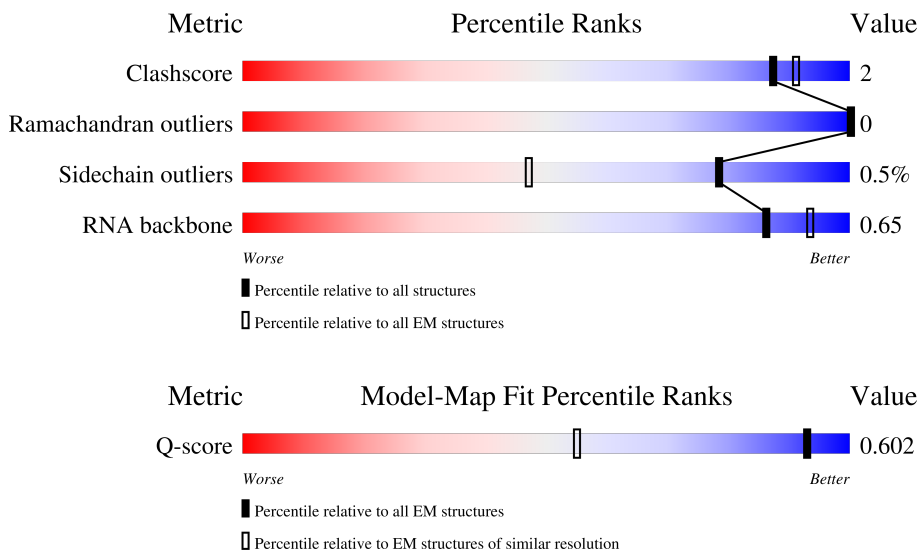 Metric Percentile Ranks Value
Clashscore 2
Ramachandran outliers 0
Sidechain outliers 0.5%
RNA backbone 0.65
Worse Better
Percentile relative to all structures
Percentile relative to all EM structures
Metric Model-Map Fit Percentile Ranks Value
Q-score 0.602
Worse Better
Percentile relative to all EM structures
Percentile relative to EM structures of similar resolution